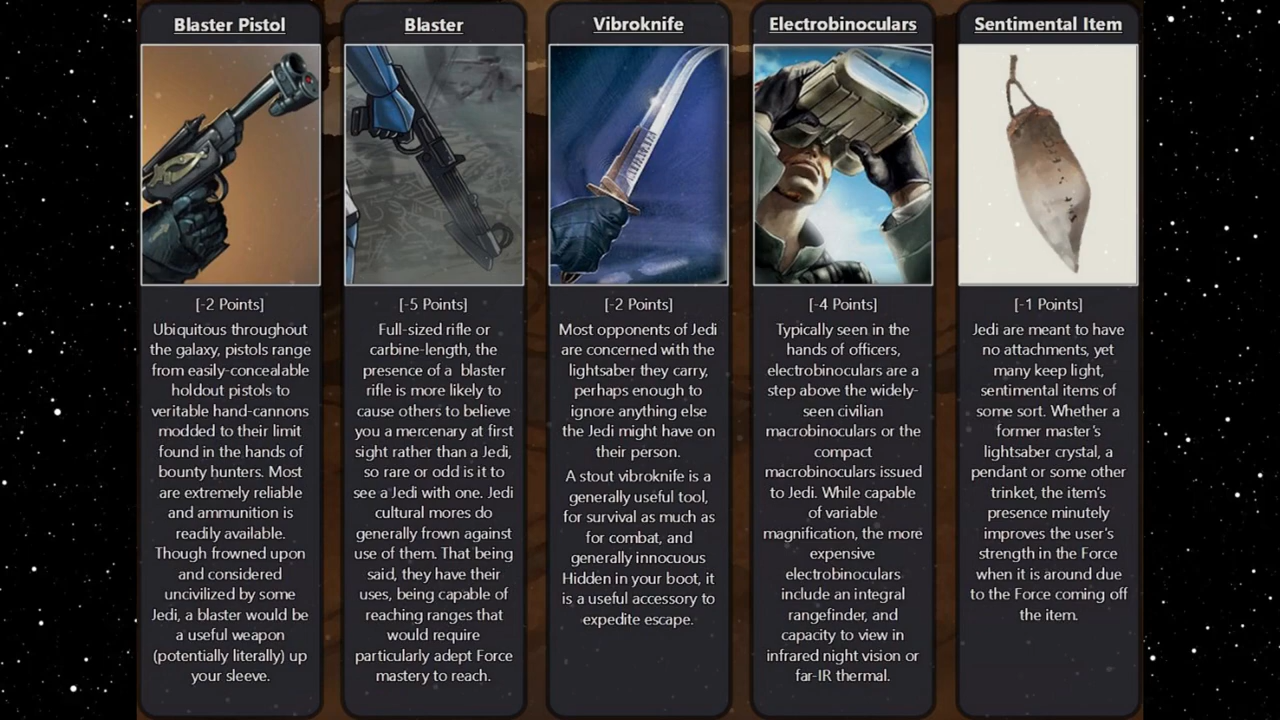 Blaster Pistol
[-2 Points]
Ubiquitous throughout
the galaxy, pistols range
from easily-concealable
holdout pistols to
veritable hand-cannons
modded to their limit
found in the hands of
bounty hunters. Most
are extremely reliable
and ammunition is
readily available.
Though frowned upon
and considered
uncivilized by some
Jedi, a blaster would be
a useful weapon
(potentially literally) up
your sleeve.
Blaster
[-5 Points]
Full-sized rifle or
carbine-length, the
presence of a blaster
rifle is more likely to
cause others to believe
you a mercenary at first
sight rather than a Jedi,
so rare or odd is it to
see a Jedi with one. Jedi
cultural mores do
generally frown against
use of them. That being
said, they have their
uses, being capable of
reaching ranges that
would require
particularly adept Force
mastery to reach.
Vibroknife
[-2 Points]
Most opponents of Jedi
are concerned with the
lightsaber they carry,
perhaps enough to
ignore anything else
the Jedi might have on
their person.
A stout vibroknife is a
generally useful tool,
for survival as much as
for combat, and
generally innocuous
Hidden in your boot, it
is a useful accessory to
expedite escape.
Electrobinoculars
[-4 Points]
Typically seen in the
hands of officers,
electrobinoculars are a
step above the widely-
seen civilian
macrobinoculars or the
compact
macrobinoculars issued
to Jedi. While capable
of variable
magnification, the more
expensive
electrobinoculars
include an integral
rangefinder, and
capacity to view in
infrared night vision or
far-IR thermal.
Sentimental Item
[-1 Points]
Jedi are meant to have
no attachments, yet
many keep light,
sentimental items of
some sort. Whether a
former master's
lightsaber crystal, a
pendant or some other
trinket, the item's
presence minutely
improves the user's
strength in the Force
when it is around due
to the Force coming off
the item.